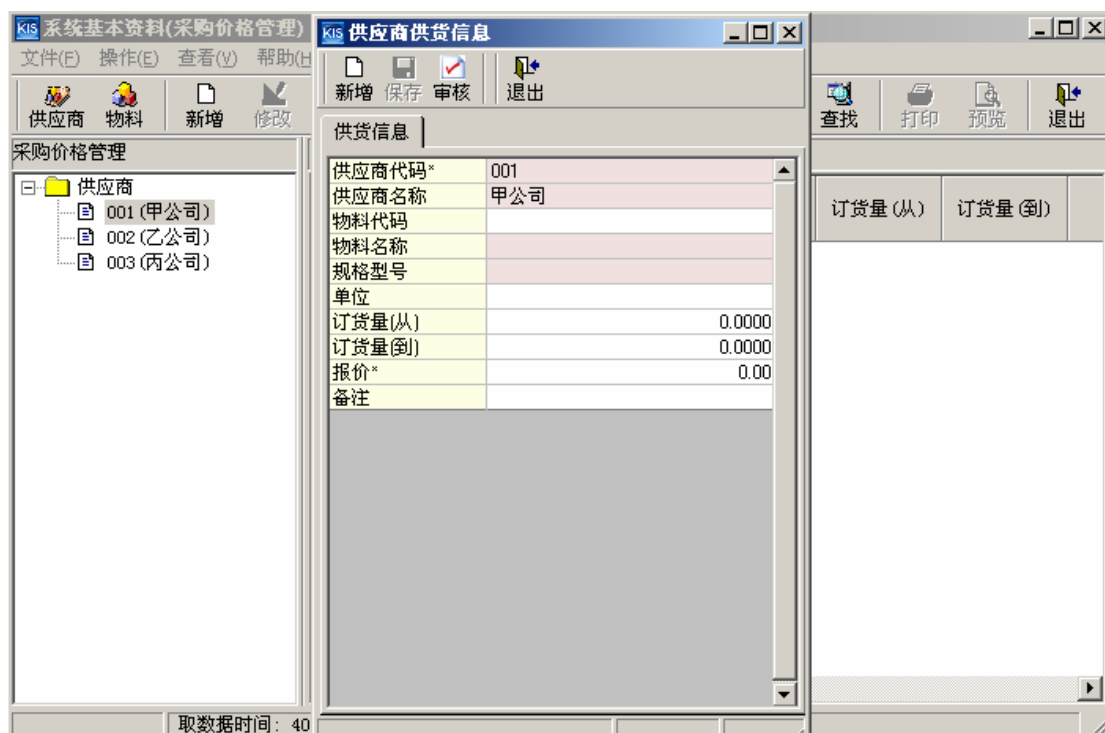 KIS 系统基本资料(采购价格管理)
文件(F) 操作(E) 查看(V) 帮助(H
供应商 物料 新增 修改
查找 打印 预览 退出
采购价格管理
供应商
001(甲公司)
002(乙公司)
003(丙公司)
订货量(从) 订货量(到)
取数据时间: 40
KIS 供应商供货信息
新增 保存 审核 退出
供货信息
供应商代码* 001
供应商名称 甲公司
物料代码
物料名称
规格型号
单位
订货量(从) 0.0000
订货量(到) 0.0000
报价* 0.00
备注